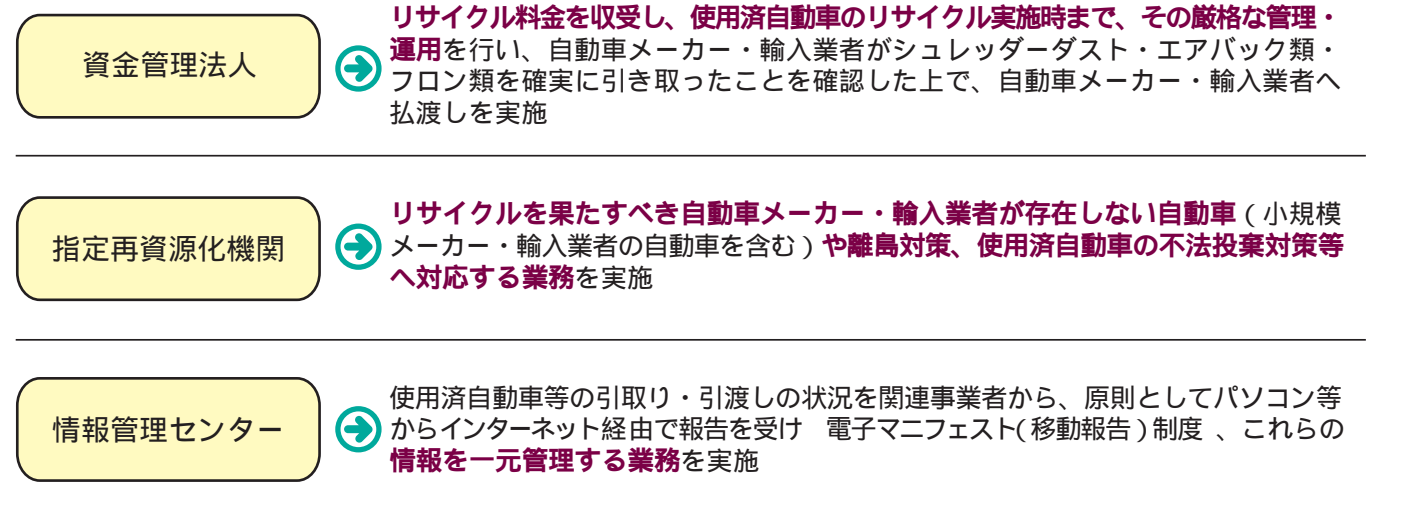 資金管理法人
リサイクル料金を収受し、使用済自動車のリサイクル実施時まで、その厳格な管理・
運用を行い、自動車メーカー・輸入業者がシュレッダーダスト・エアバック類・
フロン類を確実に引き取ったことを確認した上で、自動車メーカー・輸入業者へ
払渡しを実施
指定再資源化機関
リサイクルを果たすべき自動車メーカー・輸入業者が存在しない自動車(小規模
メーカー・輸入業者の自動車を含む)や離島対策、使用済自動車の不法投棄対策等
へ対応する業務を実施
情報管理センター
使用済自動車等の引取り・引渡しの状況を関連事業者から、原則としてパソコン等
からインターネット経由で報告を受け 電子マニフェスト(移動報告)制度 、これらの
情報を一元管理する業務を実施